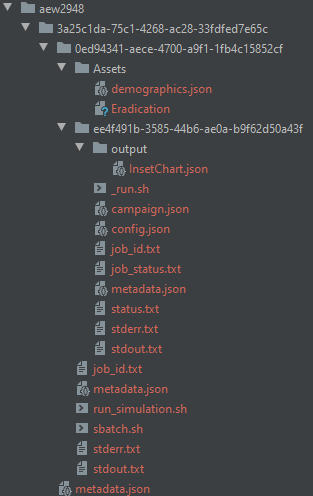 aew2948
3a25c1da-75c1-4268-ac28-33fdfed7e65c
0ed94341-aece-4700-a9f1-1fb4c15852cf
Assets
demographics.json
Eradication
ee4f491b-3585-44b6-ae0a-b9f62d50a43f
output
InsetChart.json
_run.sh
campaign.json
config.json
job_id.txt
job_status.txt
metadata.json
status.txt
stderr.txt
stdout.txt
job_id.txt
metadata.json
run_simulation.sh
sbatch.sh
stderr.txt
stdout.txt
metadata.json